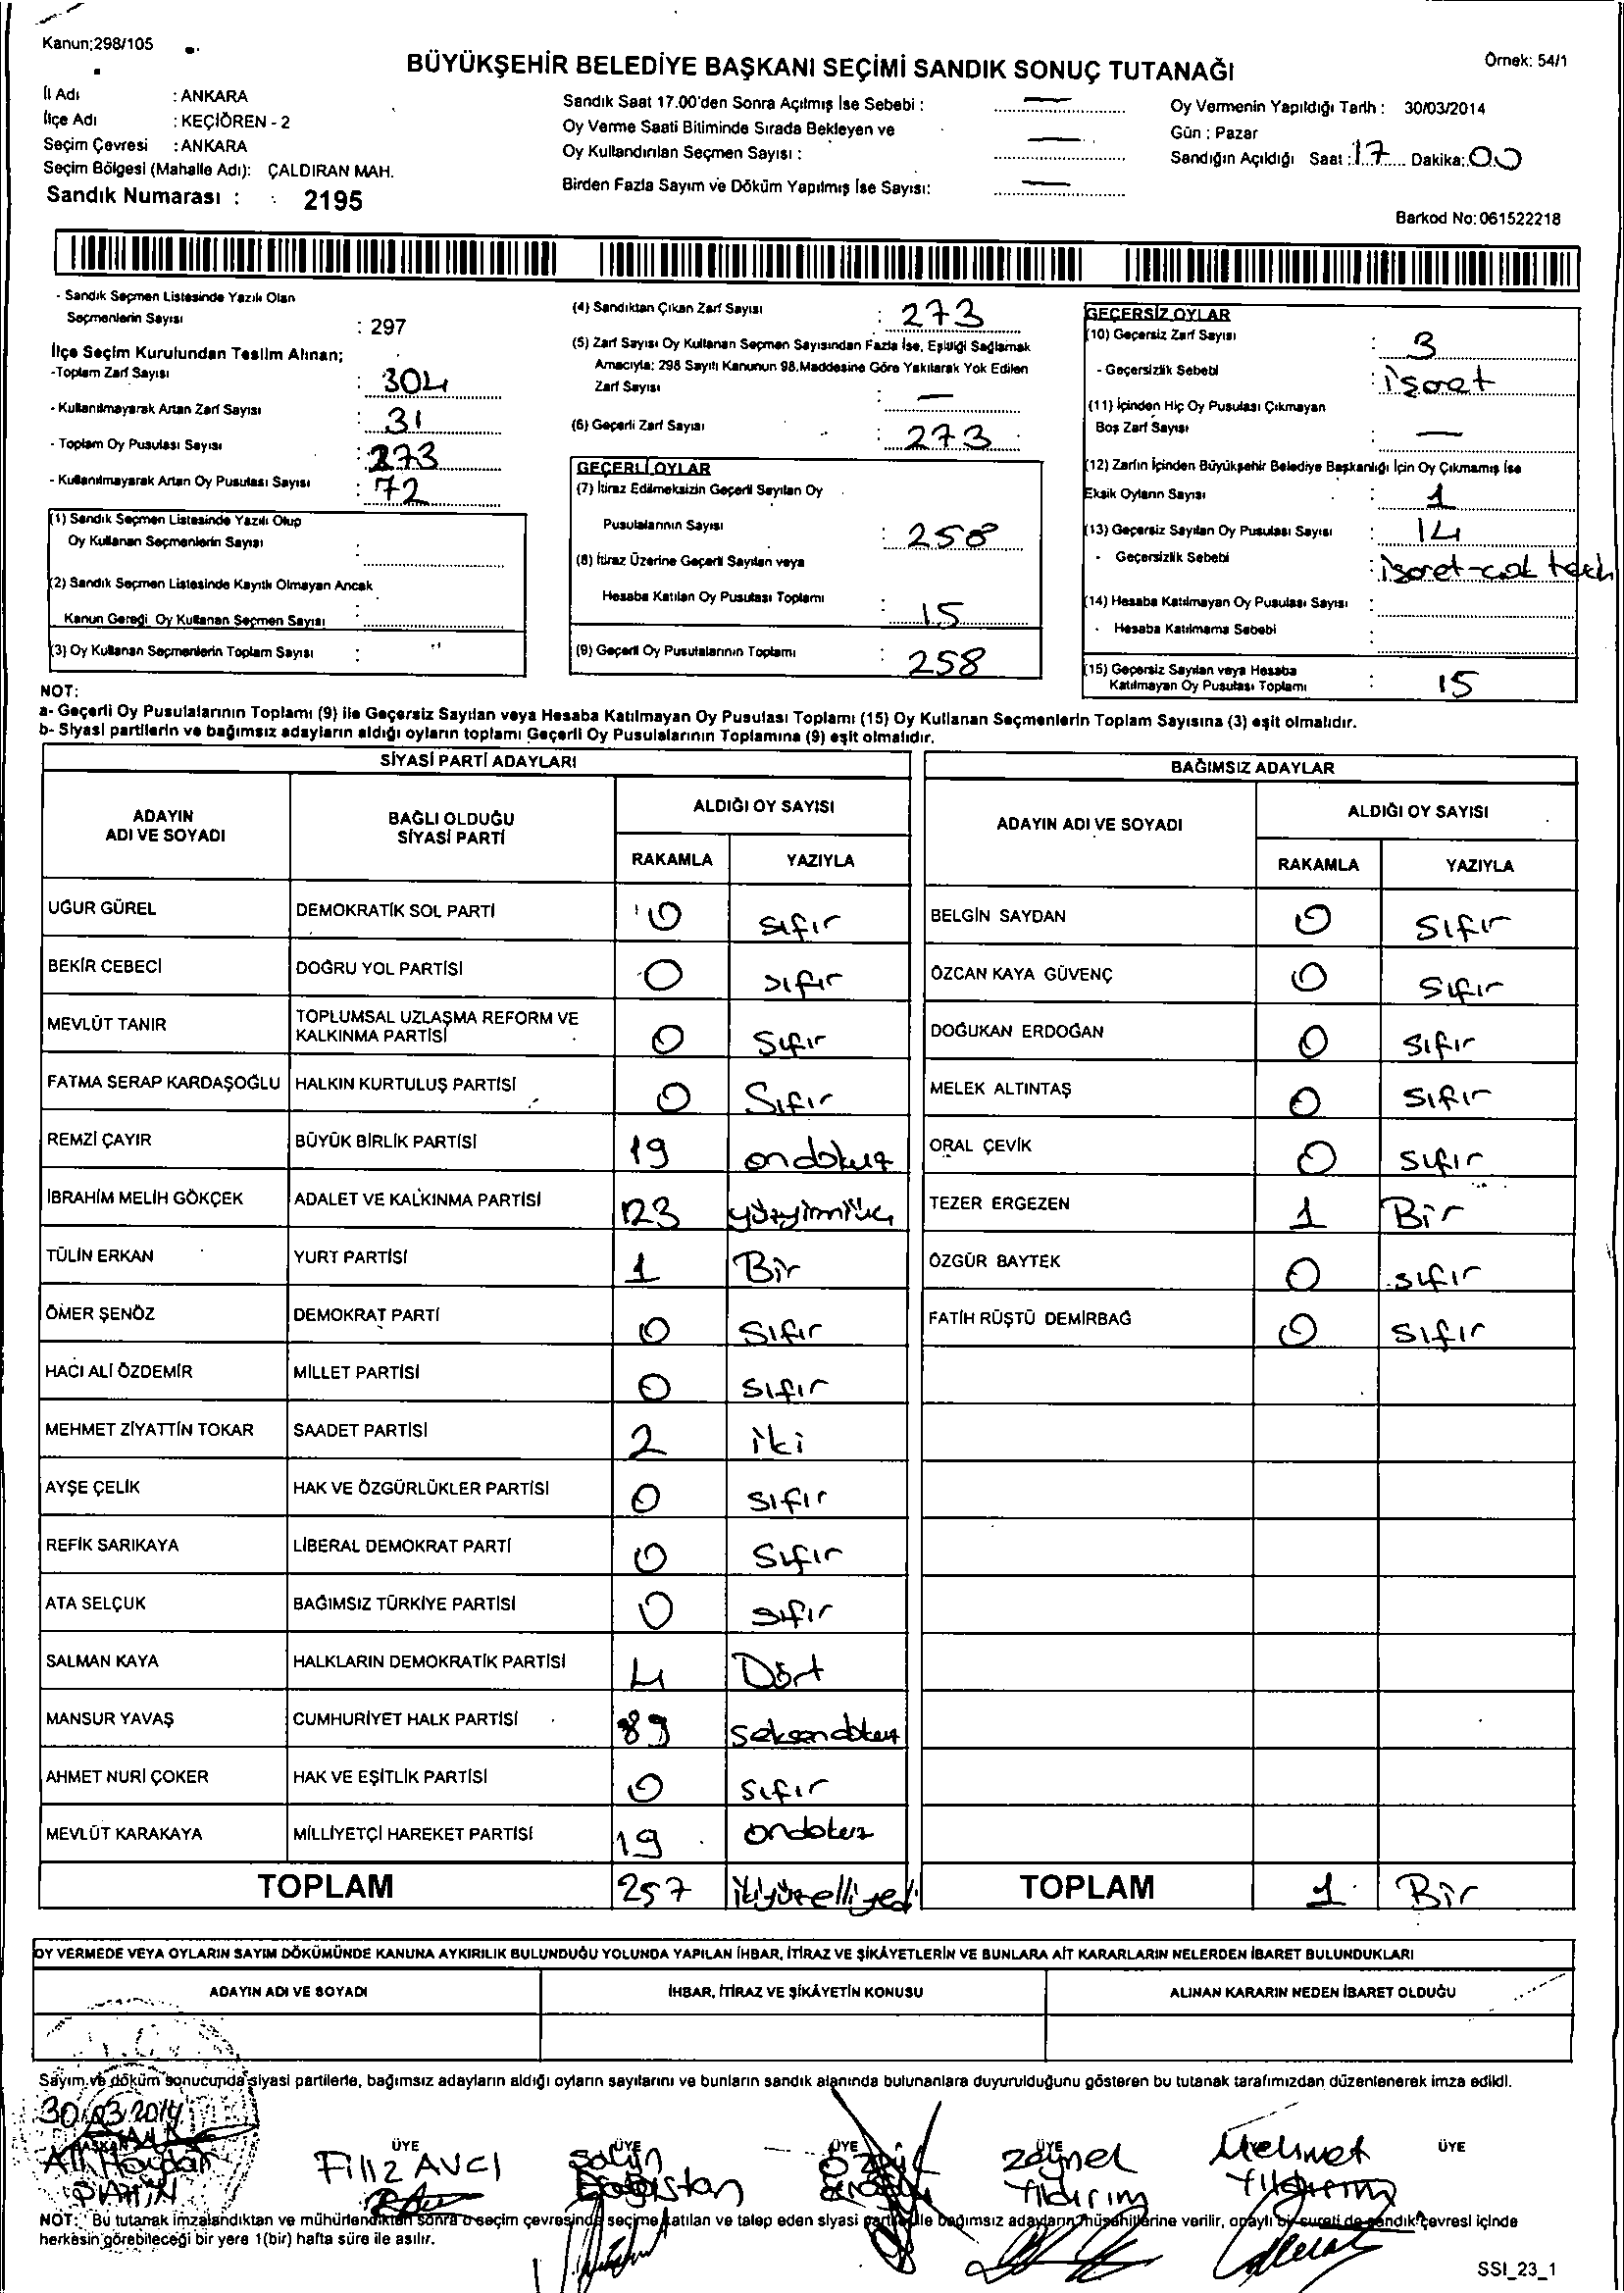 Kanun:298/105
Örnek: 54/1
BÜYÜKŞEHİR BELEDİYE BAŞKANI SEÇİMİ SANDIK SONUÇ TUTANAĞI
İl Adı : ANKARA
İlçe Adı : KEÇİÖREN - 2
Seçim Çevresi : ANKARA
Seçim Bölgesi (Mahalle Adı): ÇALDIRAN MAH.
Sandık Numarası : 2195
Sandık Saat 17.00'den Sonra Açılmış İse Sebebi : —
Oy Verme Saati Bitiminde Sırada Bekleyen ve
Oy Kullandırılan Seçmen Sayısı : —
Birden Fazla Sayım ve Döküm Yapılmış İse Sayısı: —
Oy Vermenin Yapıldığı Tarih : 30/03/2014
Gün : Pazar
Sandığın Açıldığı Saat : 17 Dakika: 00
Barkod No: 061522218
- Sandık Seçmen Listesinde Yazılı Olan
Seçmenlerin Sayısı : 297
İlçe Seçim Kurulundan Teslim Alınan;
-Toplam Zarf Sayısı : 304
- Kullanılmayarak Artan Zarf Sayısı : 31
- Toplam Oy Pusulası Sayısı : 273
- Kullanılmayarak Artan Oy Pusulası Sayısı : 72
(1) Sandık Seçmen Listesinde Yazılı Olup
Oy Kullanan Seçmenlerin Sayısı :
(2) Sandık Seçmen Listesinde Kayıtlı Olmayan Ancak
Kanun Gereği Oy Kullanan Seçmen Sayısı :
(3) Oy Kullanan Seçmenlerin Toplam Sayısı :
(4) Sandıktan Çıkan Zarf Sayısı : 273
(5) Zarf Sayısı Oy Kullanan Seçmen Sayısından Fazla İse, Eşitliği Sağlamak
Amacıyla: 298 Sayılı Kanunun 98.Maddesine Göre Yakılarak Yok Edilen
Zarf Sayısı : —
(6) Geçerli Zarf Sayısı : 273
GEÇERLİ OYLAR
(7) İtiraz Edilmeksizin Geçerli Sayılan Oy
Pusulalarının Sayısı : 258
(8) İtiraz Üzerine Geçerli Sayılan veya
Hesaba Katılan Oy Pusulası Toplamı : 15
(9) Geçerli Oy Pusulalarının Toplamı : 258
GEÇERSİZ OYLAR
(10) Geçersiz Zarf Sayısı : 3
- Geçersizlik Sebebi : işaret
(11) İçinden Hiç Oy Pusulası Çıkmayan
Boş Zarf Sayısı : —
(12) Zarfın İçinden Büyükşehir Belediye Başkanlığı İçin Oy Çıkmamış İse
Eksik Oyların Sayısı : 1
(13) Geçersiz Sayılan Oy Pusulası Sayısı : 14
- Geçersizlik Sebebi : işaret-çok
(14) Hesaba Katılmayan Oy Pusulası Sayısı :
- Hesaba Katılmama Sebebi :
(15) Geçersiz Sayılan veya Hesaba
Katılmayan Oy Pusulası Toplamı : 15
NOT:
a- Geçerli Oy Pusulalarının Toplamı (9) ile Geçersiz Sayılan veya Hesaba Katılmayan Oy Pusulası Toplamı (15) Oy Kullanan Seçmenlerin Toplam Sayısına (3) eşit olmalıdır.
b- Siyasi partilerin ve bağımsız adayların aldığı oyların toplamı Geçerli Oy Pusulalarının Toplamına (9) eşit olmalıdır.
SİYASİ PARTİ ADAYLARI
ADAYIN ADI VE SOYADI BAĞLI OLDUĞU SİYASİ PARTİ ALDIĞI OY SAYISI
RAKAMLA YAZIYLA
UĞUR GÜREL DEMOKRATİK SOL PARTİ 0 sıfır
BEKİR CEBECİ DOĞRU YOL PARTİSİ 0 sıfır
MEVLÜT TANIR TOPLUMSAL UZLAŞMA REFORM VE KALKINMA PARTİSİ 0 Sıfır
FATMA SERAP KARDAŞOĞLU HALKIN KURTULUŞ PARTİSİ 0 Sıfır
REMZİ ÇAYIR BÜYÜK BİRLİK PARTİSİ 19 ondokuz
İBRAHİM MELİH GÖKÇEK ADALET VE KALKINMA PARTİSİ 123 yüzyirmiüç
TÜLİN ERKAN YURT PARTİSİ 1 Bir
ÖMER ŞENÖZ DEMOKRAT PARTİ 0 Sıfır
HACI ALİ ÖZDEMİR MİLLET PARTİSİ 0 sıfır
MEHMET ZİYATTİN TOKAR SAADET PARTİSİ 2 iki
AYŞE ÇELİK HAK VE ÖZGÜRLÜKLER PARTİSİ 0 sıfır
REFİK SARIKAYA LİBERAL DEMOKRAT PARTİ 0 Sıfır
ATA SELÇUK BAĞIMSIZ TÜRKİYE PARTİSİ 0 sıfır
SALMAN KAYA HALKLARIN DEMOKRATİK PARTİSİ 4 Dört
MANSUR YAVAŞ CUMHURİYET HALK PARTİSİ 89 seksendokuz
AHMET NURİ ÇOKER HAK VE EŞİTLİK PARTİSİ 0 sıfır
MEVLÜT KARAKAYA MİLLİYETÇİ HAREKET PARTİSİ 19 ondokuz
TOPLAM 257 ikiyüzelliyedi
BAĞIMSIZ ADAYLAR
ADAYIN ADI VE SOYADI ALDIĞI OY SAYISI
RAKAMLA YAZIYLA
BELGİN SAYDAN 0 Sıfır
ÖZCAN KAYA GÜVENÇ 0 Sıfır
DOĞUKAN ERDOĞAN 0 sıfır
MELEK ALTINTAŞ 0 sıfır
ORAL ÇEVİK 0 sıfır
TEZER ERGEZEN 1 Bir
ÖZGÜR BAYTEK 0 sıfır
FATİH RÜŞTÜ DEMİRBAĞ 0 sıfır
TOPLAM 1 Bir
OY VERMEDE VEYA OYLARIN SAYIM DÖKÜMÜNDE KANUNA AYKIRILIK BULUNDUĞU YOLUNDA YAPILAN İHBAR, İTİRAZ VE ŞİKÂYETLERİN VE BUNLARA AİT KARARLARIN NELERDEN İBARET BULUNDUKLARI
ADAYIN ADI VE SOYADI İHBAR, İTİRAZ VE ŞİKÂYETİN KONUSU ALINAN KARARIN NEDEN İBARET OLDUĞU
Sayım ve döküm sonucunda siyasi partilerle, bağımsız adayların aldığı oyların sayılarını ve bunların sandık alanında bulunanlara duyurulduğunu gösteren bu tutanak tarafımızdan düzenlenerek imza edildi.
30.03.2014
BAŞKAN ÜYE ÜYE ÜYE ÜYE ÜYE
Ali Haydar ŞAHİN
FİLİZ AVCI
Zeynel Yıldırım
Mehmet Yıldırım
NOT: Bu tutanak imzalandıktan ve mühürlendikten sonra o seçim çevresinde seçime katılan ve talep eden siyasi parti ile bağımsız adayların müşahitlerine verilir, onaylı bir sureti de sandık çevresi içinde
herkesin görebileceği bir yere 1(bir) hafta süre ile asılır.
SSI_23_1